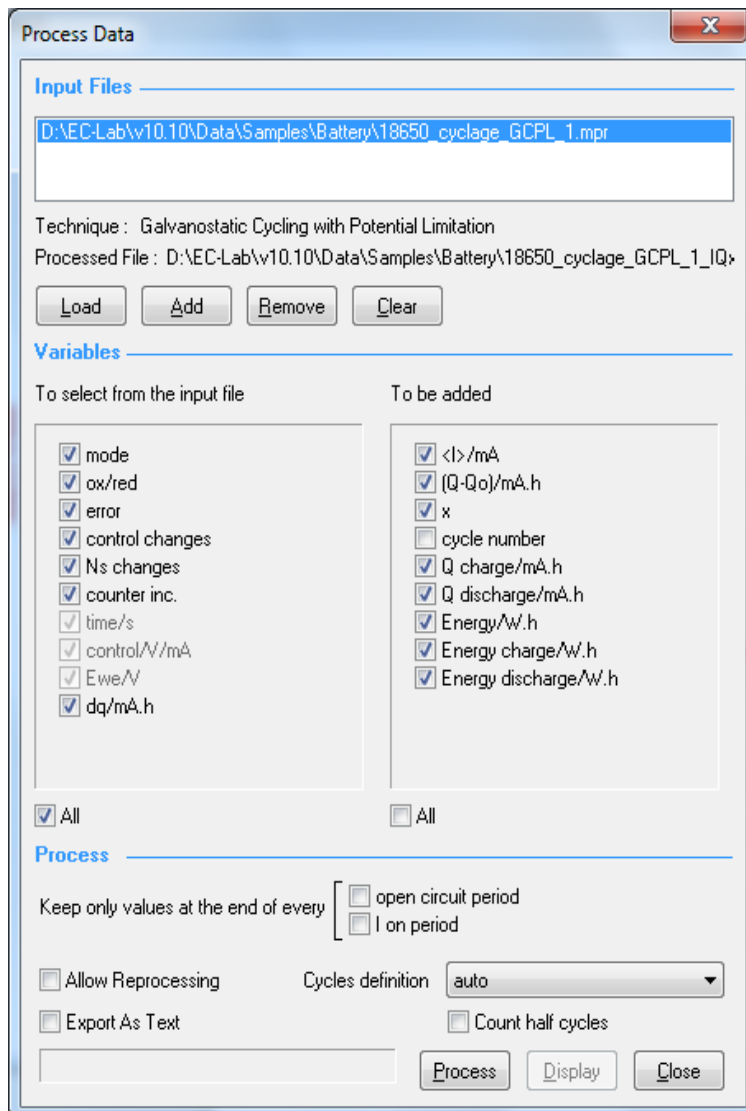 Process Data
Input Files
D:\EC-Lab\v10.10\Data\Samples\Battery\18650_cyclage_GCPL_1.mpr
Technique : Galvanostatic Cycling with Potential Limitation
Processed File : D:\EC-Lab\v10.10\Data\Samples\Battery\18650_cyclage_GCPL_1_IQx
Load Add Remove Clear
Variables
To select from the input file To be added
mode <I>/mA
ox/red (Q-Qo)/mA.h
error x
control changes cycle number
Ns changes Q charge/mA.h
counter inc. Q discharge/mA.h
time/s Energy/W.h
control/V/mA Energy charge/W.h
Ewe/V Energy discharge/W.h
dq/mA.h
All All
Process
Keep only values at the end of every open circuit period
I on period
Allow Reprocessing Cycles definition auto
Export As Text Count half cycles
Process Display Close